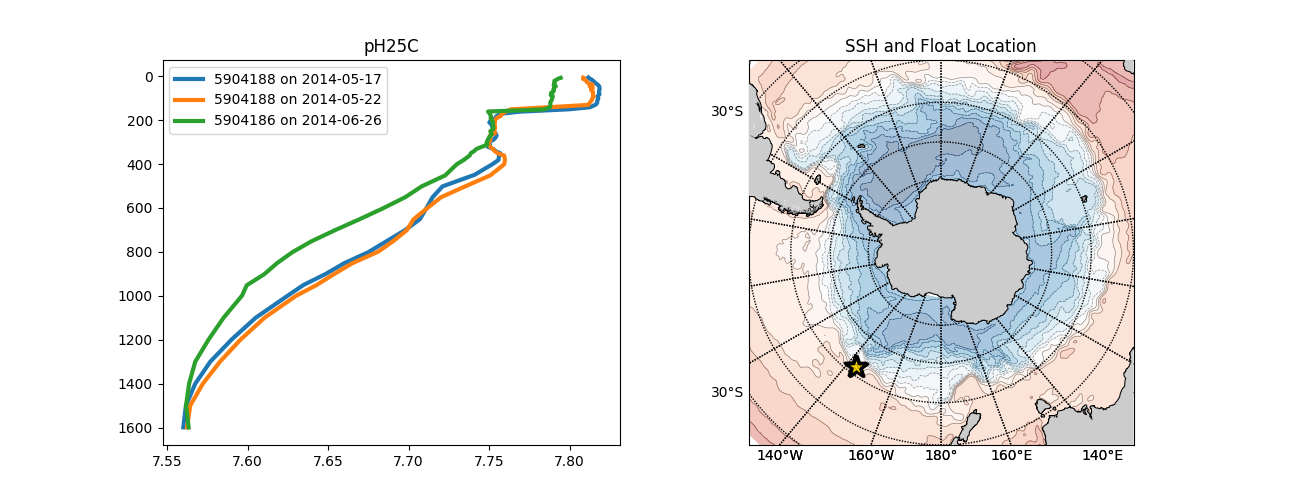 pH25C
0
200
400
600
800
1000
1200
1400
1600
5904188 on 2014-05-17
5904188 on 2014-05-22
5904186 on 2014-06-26
7.55 7.60 7.65 7.70 7.75 7.80
SSH and Float Location
30°S
30°S
140°W 160°W 180° 160°E 140°E